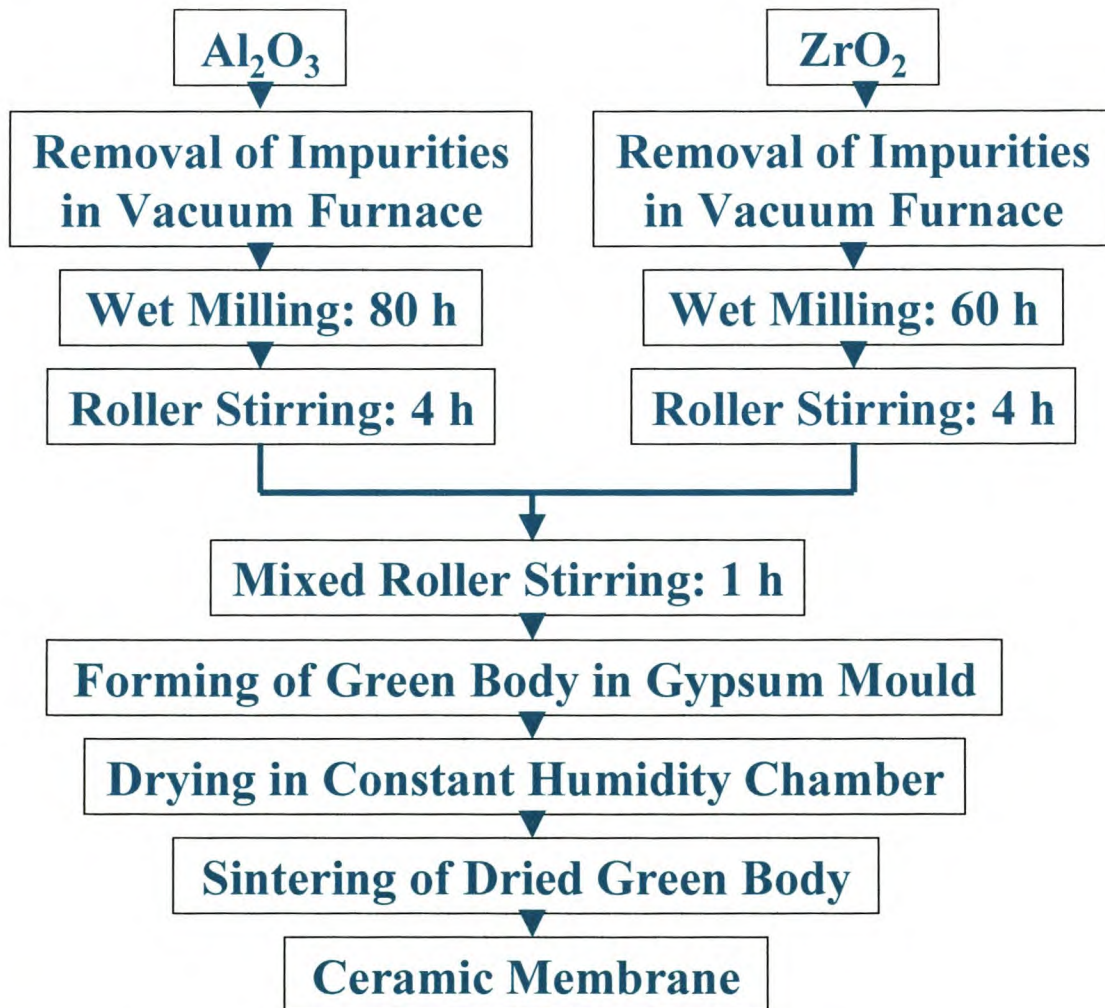 Al₂O₃
ZrO₂
Removal of Impurities
in Vacuum Furnace
Removal of Impurities
in Vacuum Furnace
Wet Milling: 80 h
Wet Milling: 60 h
Roller Stirring: 4 h
Roller Stirring: 4 h
Mixed Roller Stirring: 1 h
Forming of Green Body in Gypsum Mould
Drying in Constant Humidity Chamber
Sintering of Dried Green Body
Ceramic Membrane